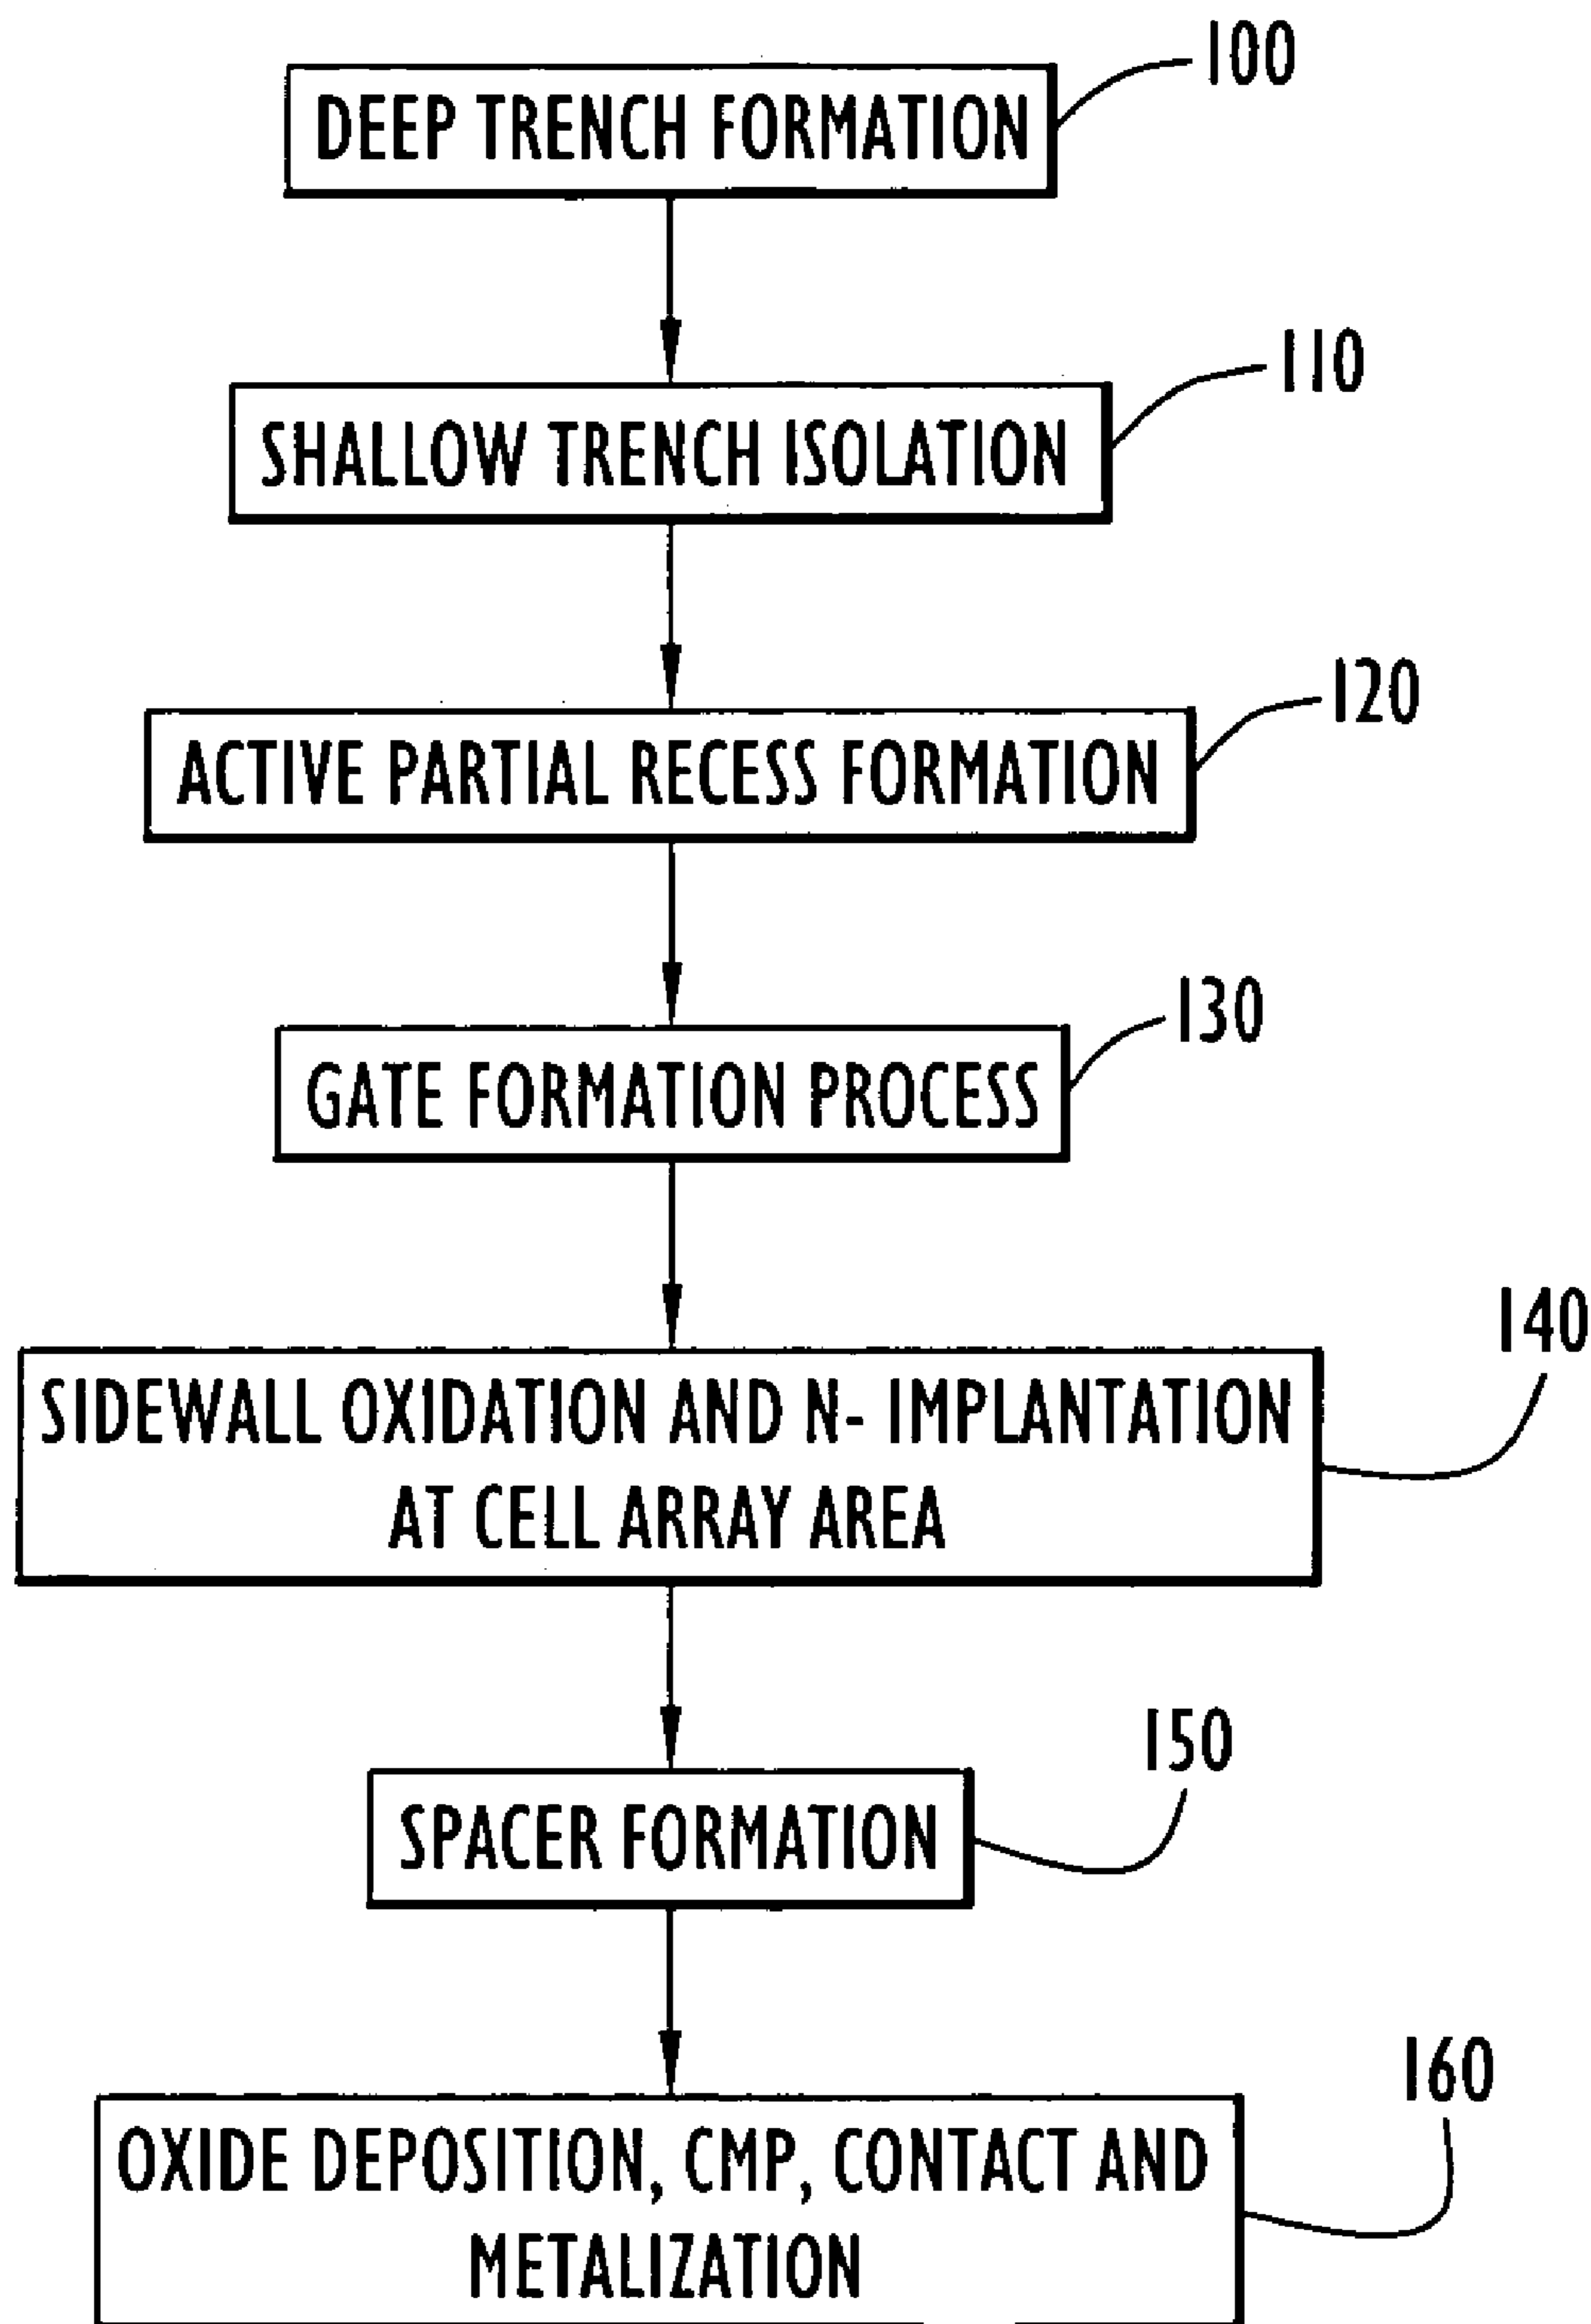 100
DEEP TRENCH FORMATION
110
SHALLOW TRENCH ISOLATION
120
ACTIVE PARTIAL RECESS FORMATION
130
GATE FORMATION PROCESS
140
SIDEWALL OXIDATION AND N- IMPLANTATION
AT CELL ARRAY AREA
150
SPACER FORMATION
160
OXIDE DEPOSITION, CMP, CONTACT AND
METALIZATION